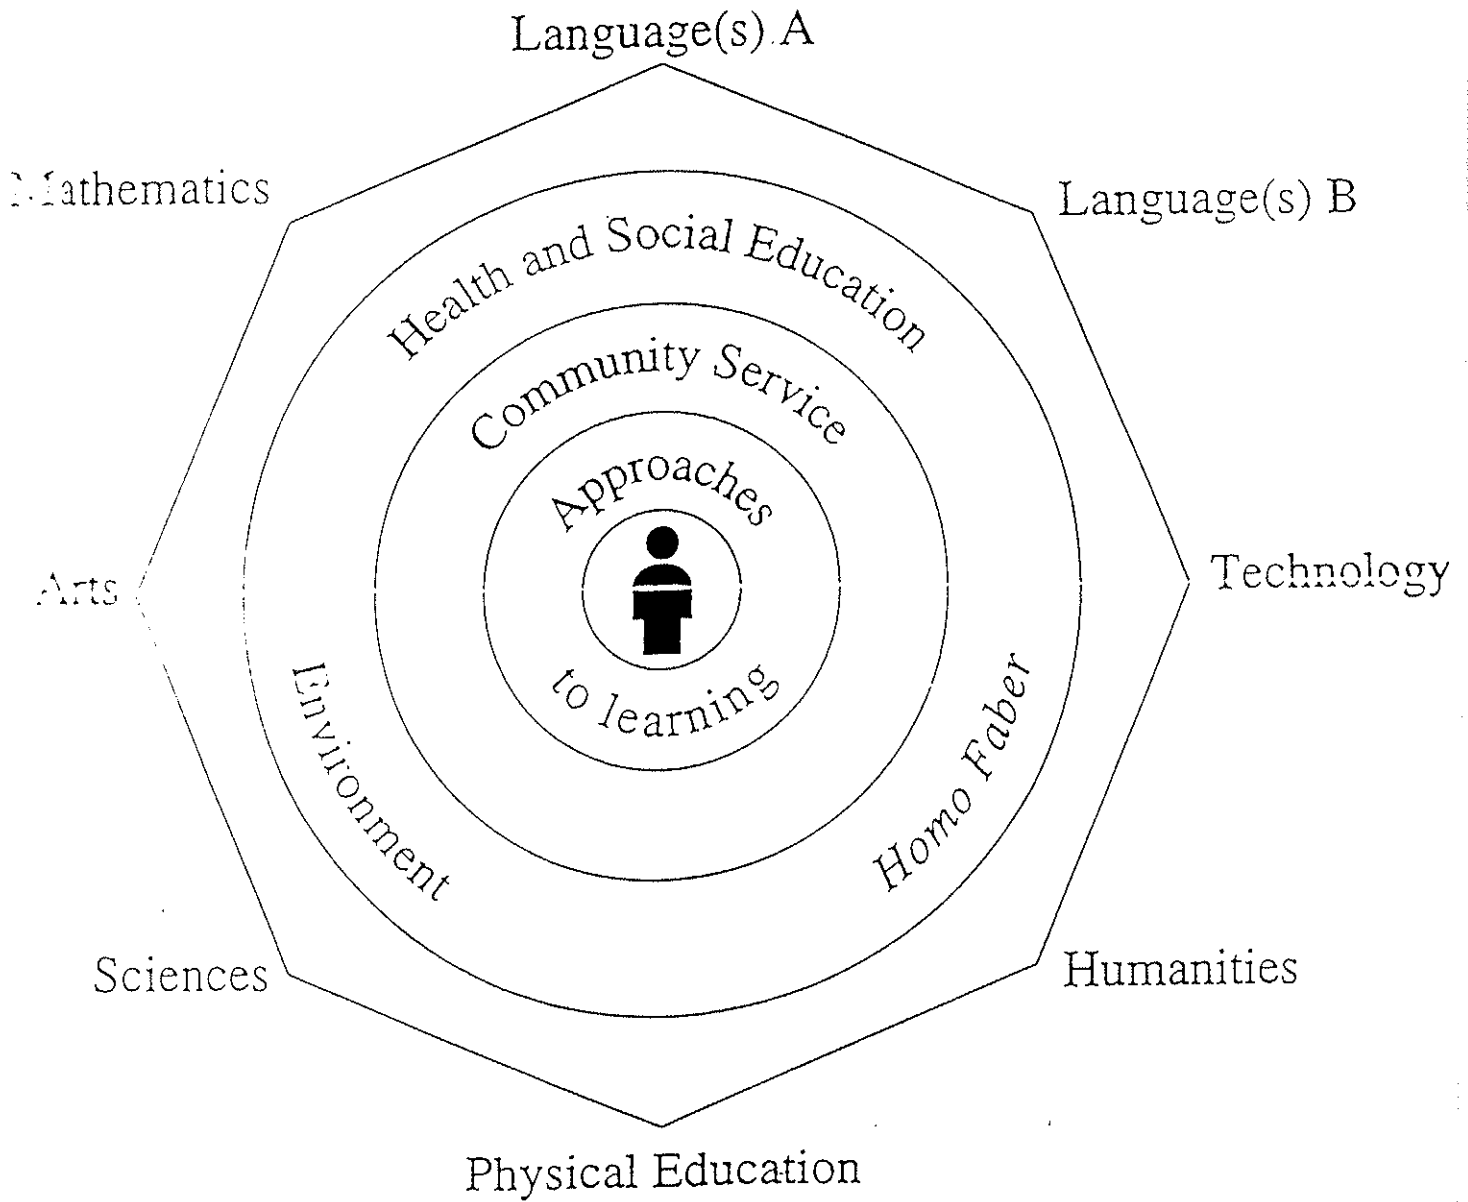 Language(s) A
Mathematics
Language(s) B
Health and Social Education
Community Service
Approaches
to learning
Arts
Technology
Environment
Homo Faber
Sciences
Humanities
Physical Education